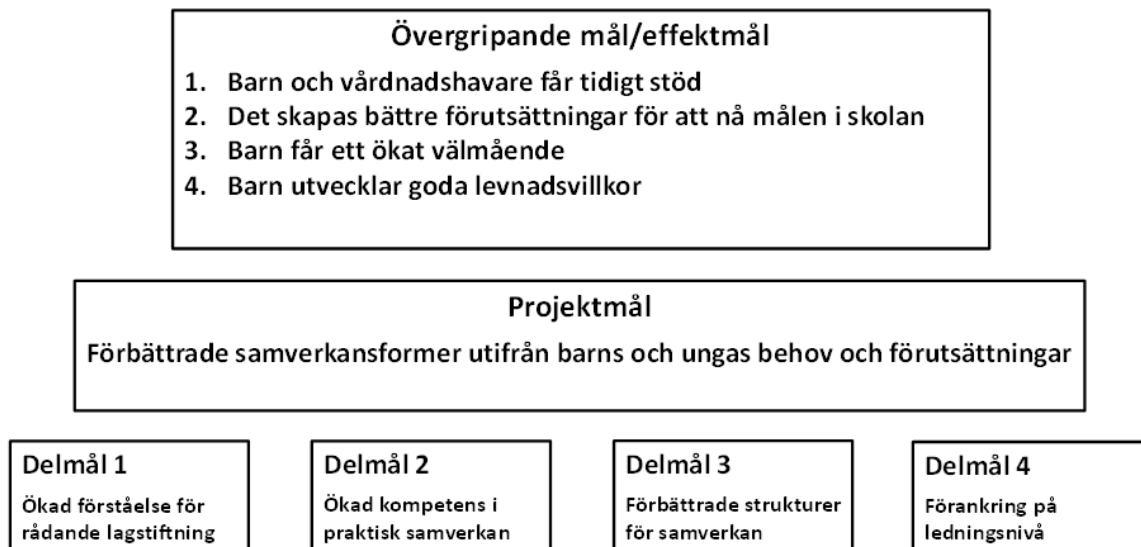 Övergripande mål/effektmål
1. Barn och vårdnadshavare får tidigt stöd
2. Det skapas bättre förutsättningar för att nå målen i skolan
3. Barn får ett ökat välmående
4. Barn utvecklar goda levnadsvillkor
Projektmål
Förbättrade samverkansformer utifrån barns och ungas behov och förutsättningar
Delmål 1
Ökad förståelse för
rådande lagstiftning
Delmål 2
Ökad kompetens i
praktisk samverkan
Delmål 3
Förbättrade strukturer
för samverkan
Delmål 4
Förankring på
ledningsnivå